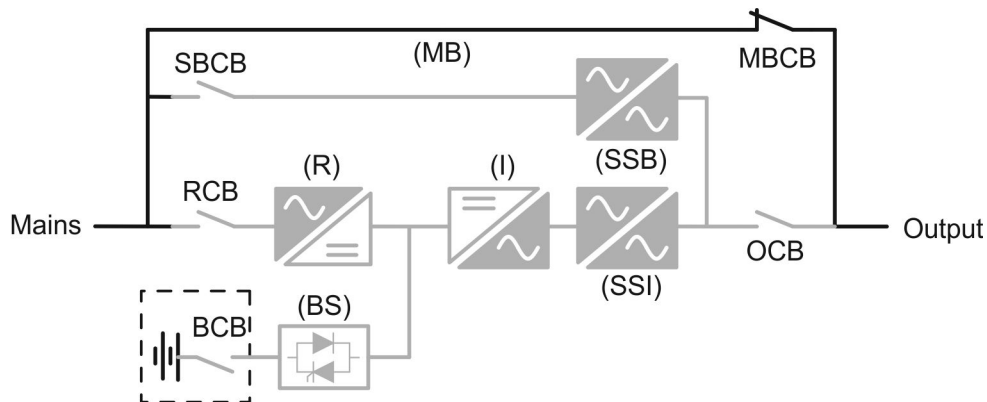 (MB)
MBCB
SBCB
(SSB)
(R)
(I)
RCB
Mains
Output
OCB
(SSI)
(BS)
BCB